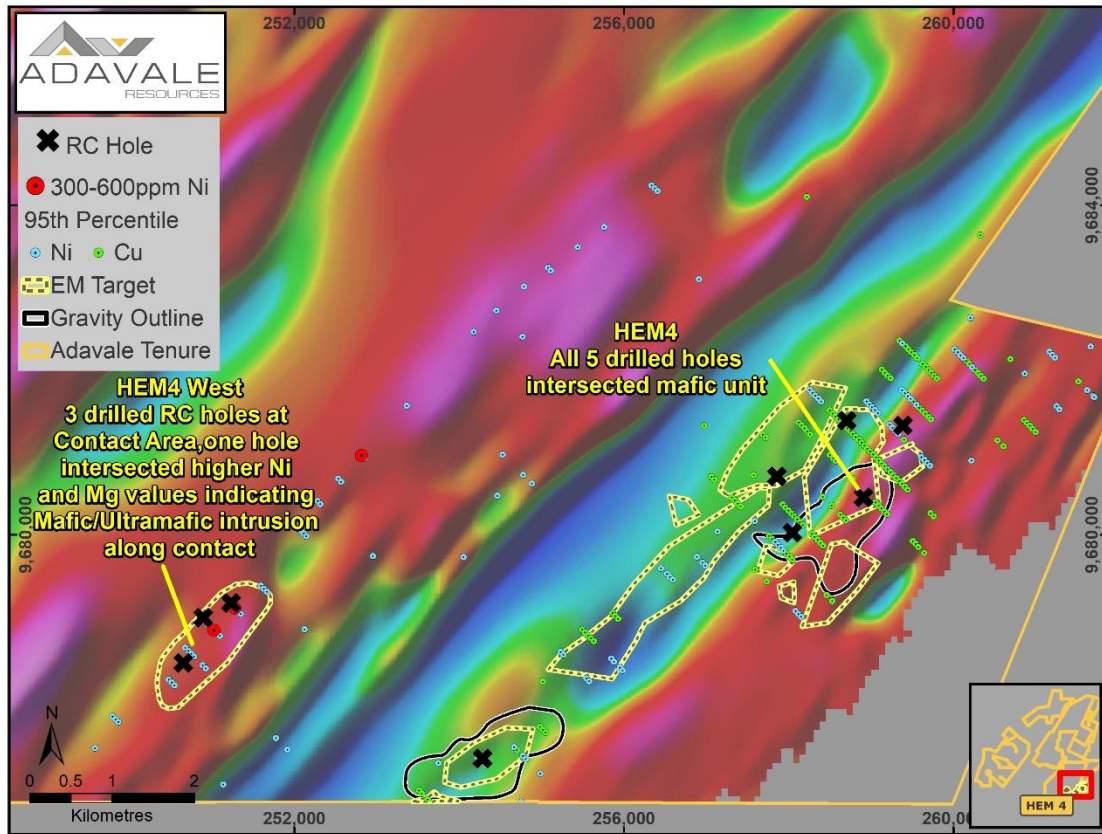 252,000
256,000
260,000
ADAVALE
RESOURCES
RC Hole
300-600ppm Ni
95th Percentile
Ni
Cu
EM Target
Gravity Outline
Adavale Tenure
9,684,000
HEM4
All 5 drilled holes
intersected mafic unit
HEM4 West
3 drilled RC holes at
Contact Area,one hole
intersected higher Ni
and Mg values indicating
Mafic/Ultramafic intrusion
along contact
9,680,000
9,680,000
N
0 0.5 1 2
Kilometres
HEM 4
252,000
256,000
260,0